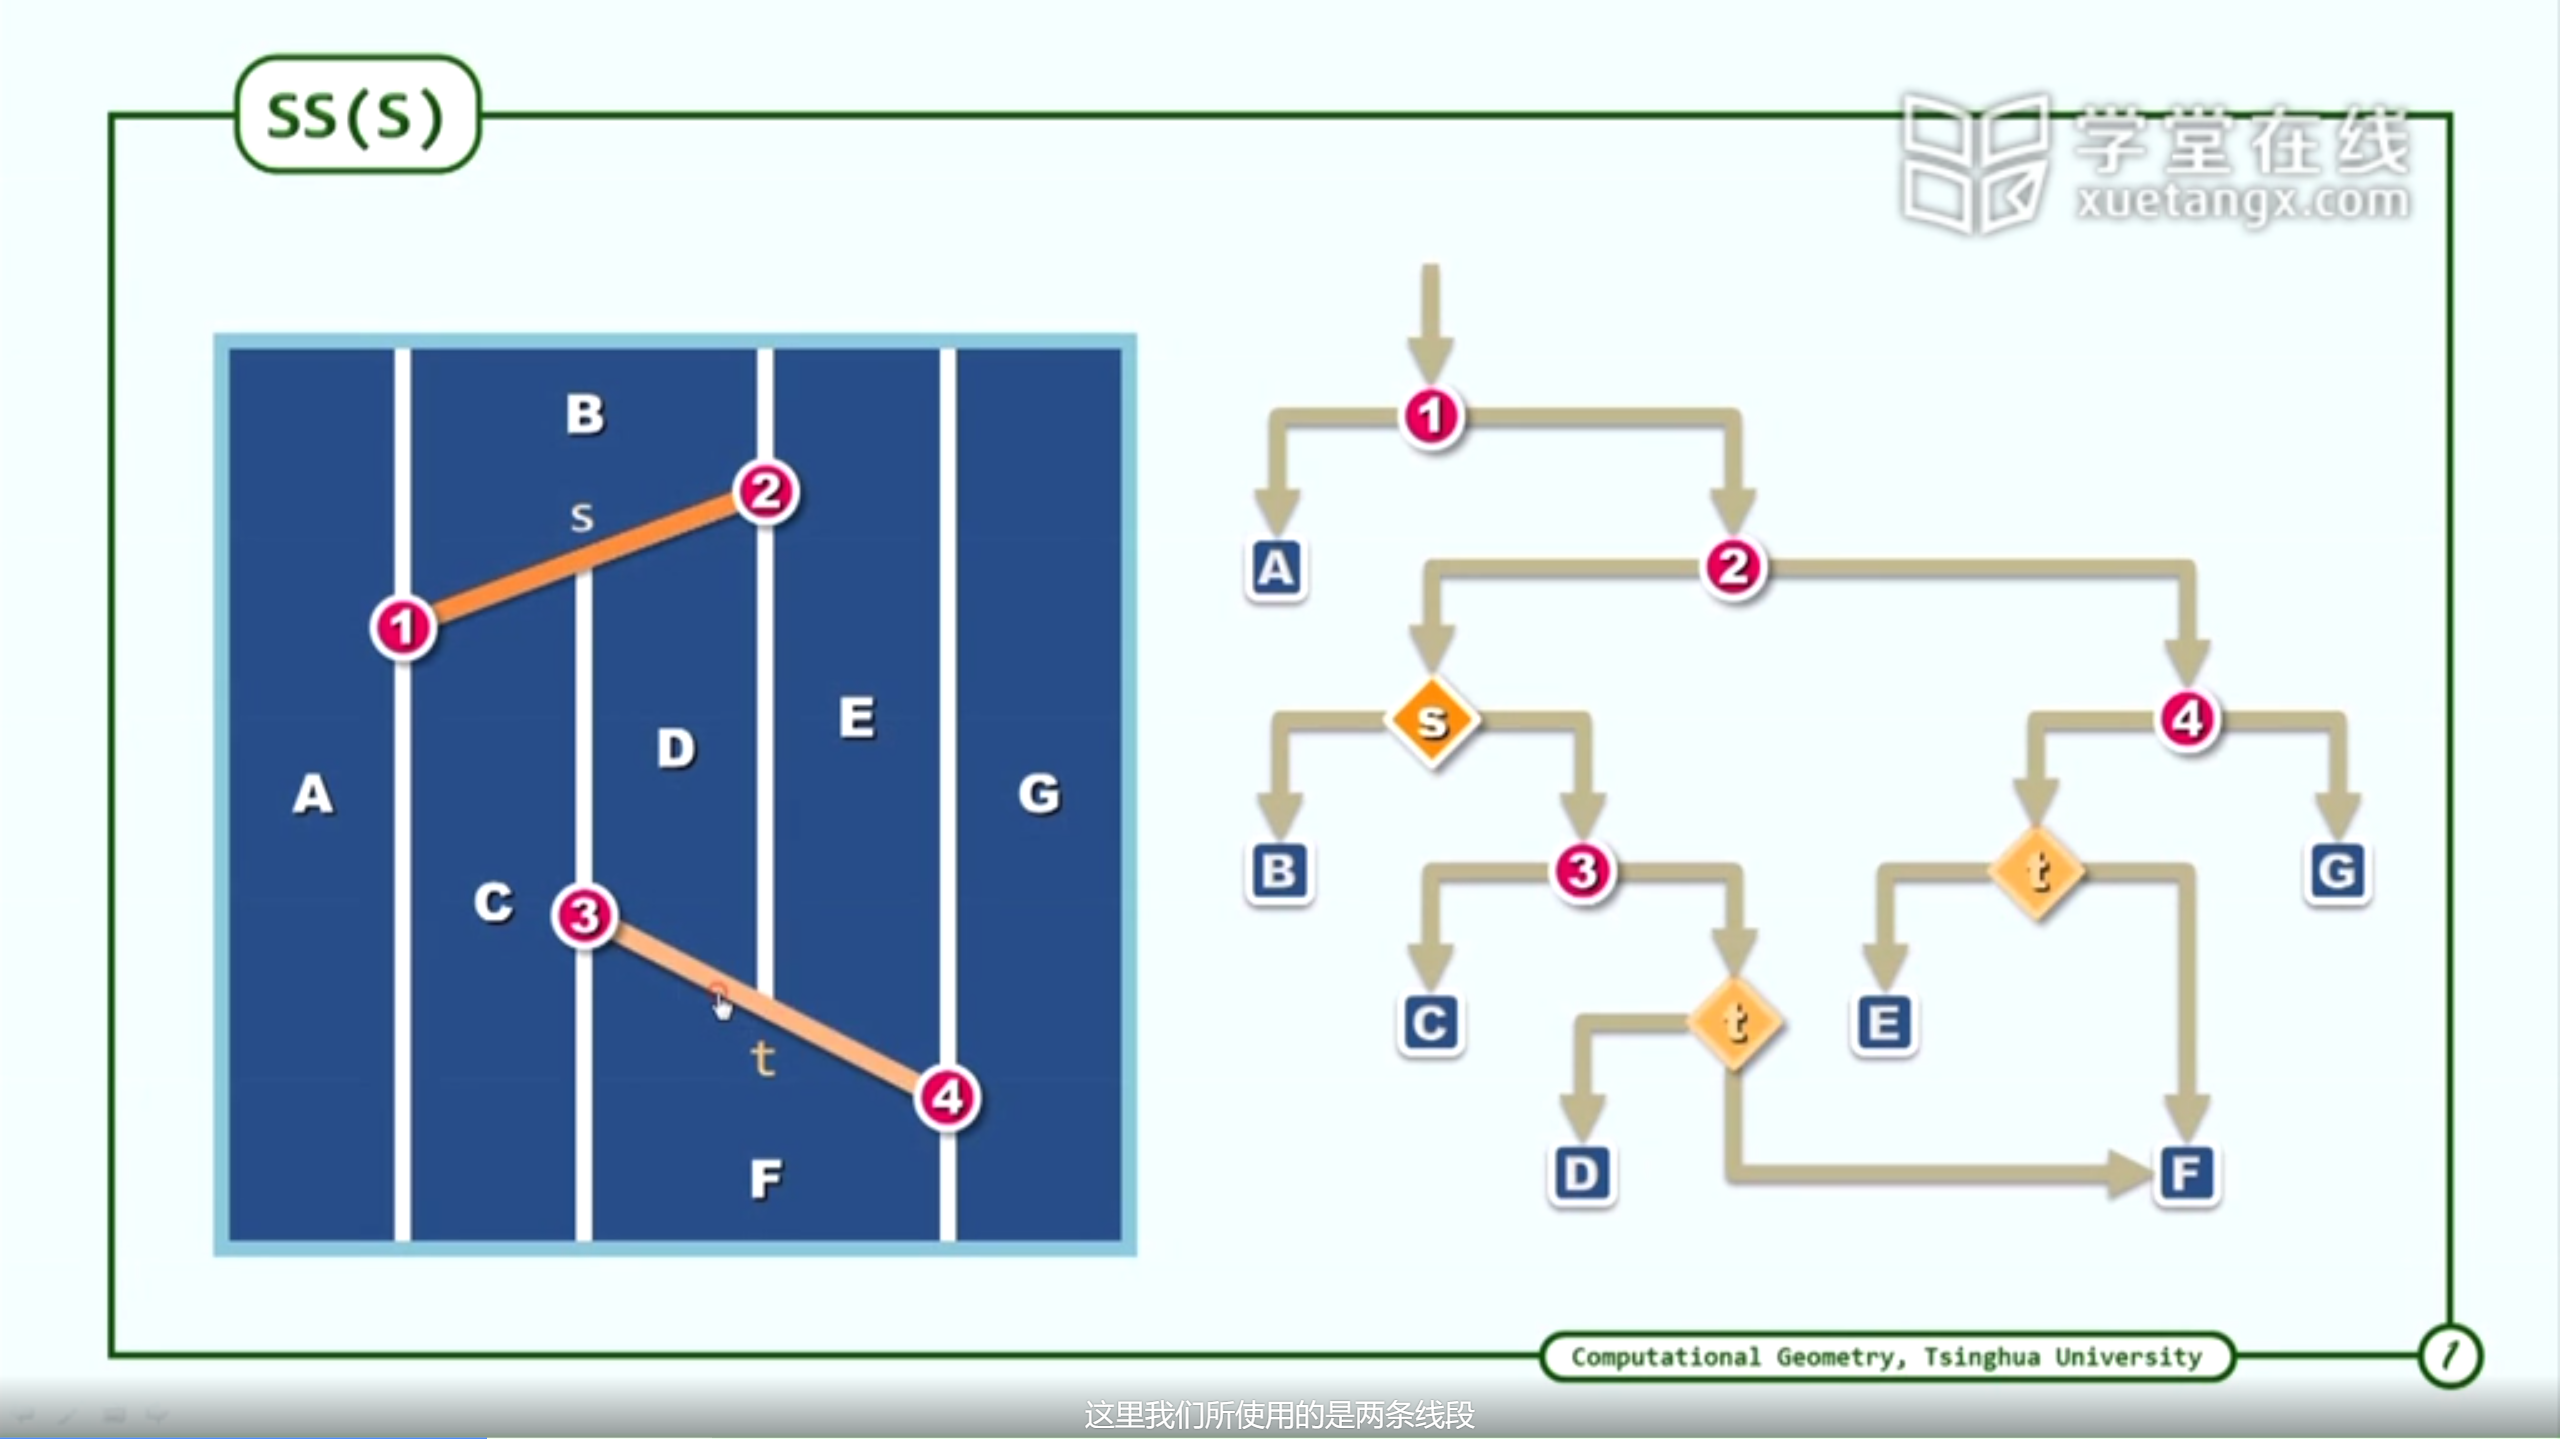 SS(S)
学堂在线
xuetangx.com
B
s
2
1
D
E
A
G
C
3
t
4
F
1
A
2
s
4
B
3
t
G
C
t
E
D
F
Computational Geometry, Tsinghua University
1
这里我们所使用的是两条线段